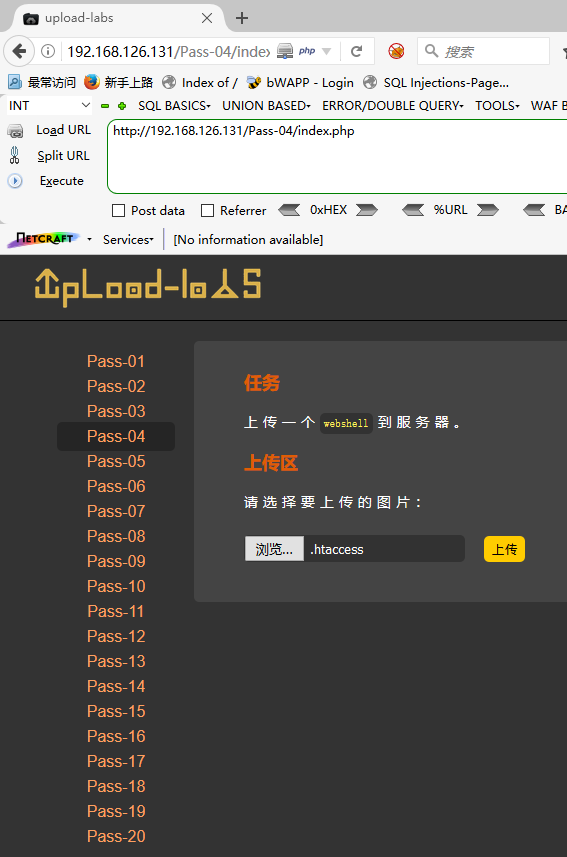 upload-labs
192.168.126.131/Pass-04/index
php
搜索
最常访问 新手上路 Index of / bWAPP - Login SQL Injections-Page...
INT SQL BASICS UNION BASED ERROR/DOUBLE QUERY TOOLS WAF B
Load URL
http://192.168.126.131/Pass-04/index.php
Split URL
Execute
Post data Referrer 0xHEX %URL BA
NETCRAFT Services [No information available]
UpLoad-labS
Pass-01
Pass-02
Pass-03
Pass-04
Pass-05
Pass-06
Pass-07
Pass-08
Pass-09
Pass-10
Pass-11
Pass-12
Pass-13
Pass-14
Pass-15
Pass-16
Pass-17
Pass-18
Pass-19
Pass-20
任务
上传一个 webshell 到服务器。
上传区
请选择要上传的图片：
浏览... .htaccess 上传